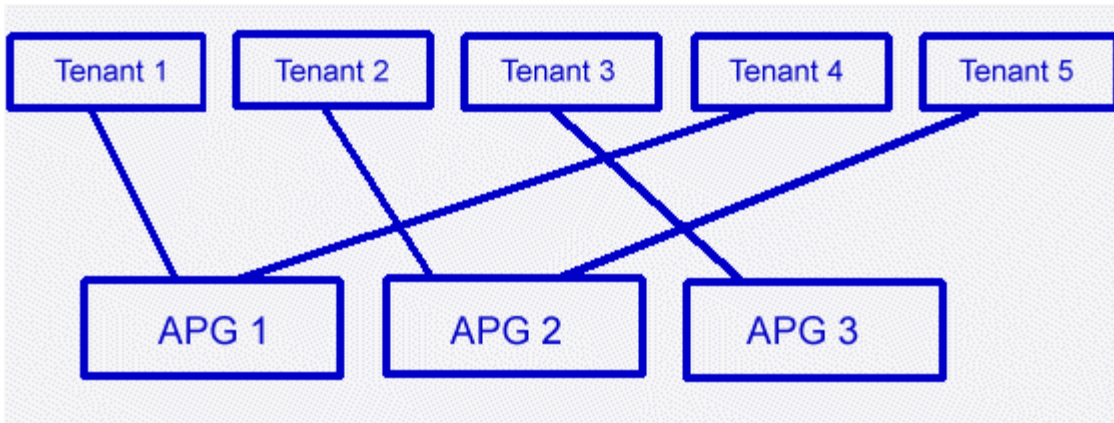 Tenant 1
Tenant 2
Tenant 3
Tenant 4
Tenant 5
APG 1
APG 2
APG 3